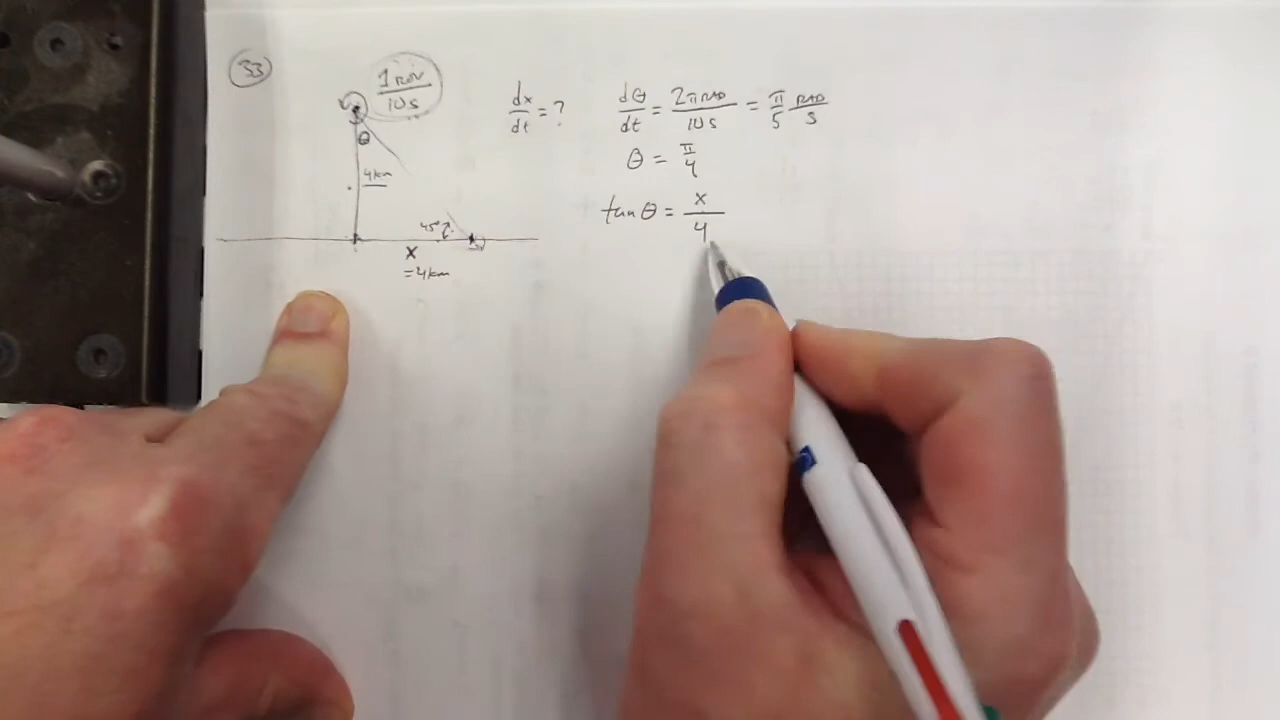 33
1 REV
10 s
θ
4km
45°
x
=4km
dx/dt = ?
dθ/dt = 2π RAD/10 s = π/5 RAD/S
θ = π/4
tan θ = x/4